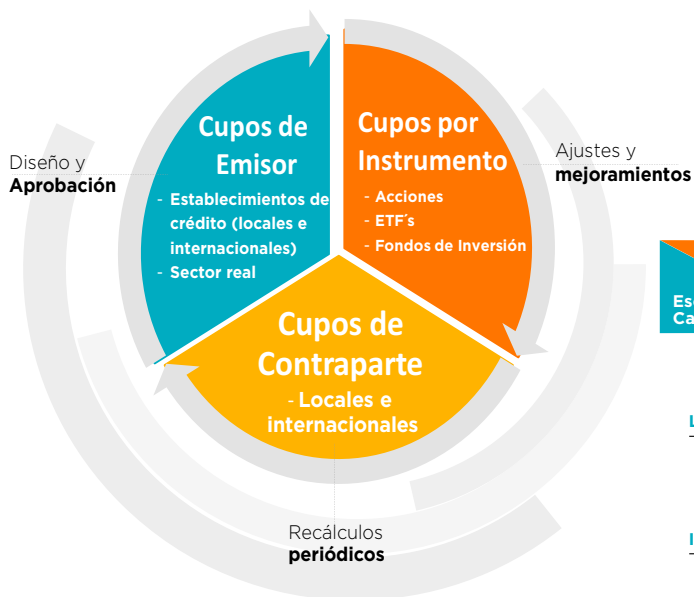 Cupos de
Emisor
- Establecimientos de
crédito (locales e
internacionales)
- Sector real
Cupos por
Instrumento
- Acciones
- ETF´s
- Fondos de Inversión
Cupos de
Contraparte
- Locales e
internacionales
Diseño y
Aprobación
Ajustes y
mejoramientos
Recálculos
periódicos